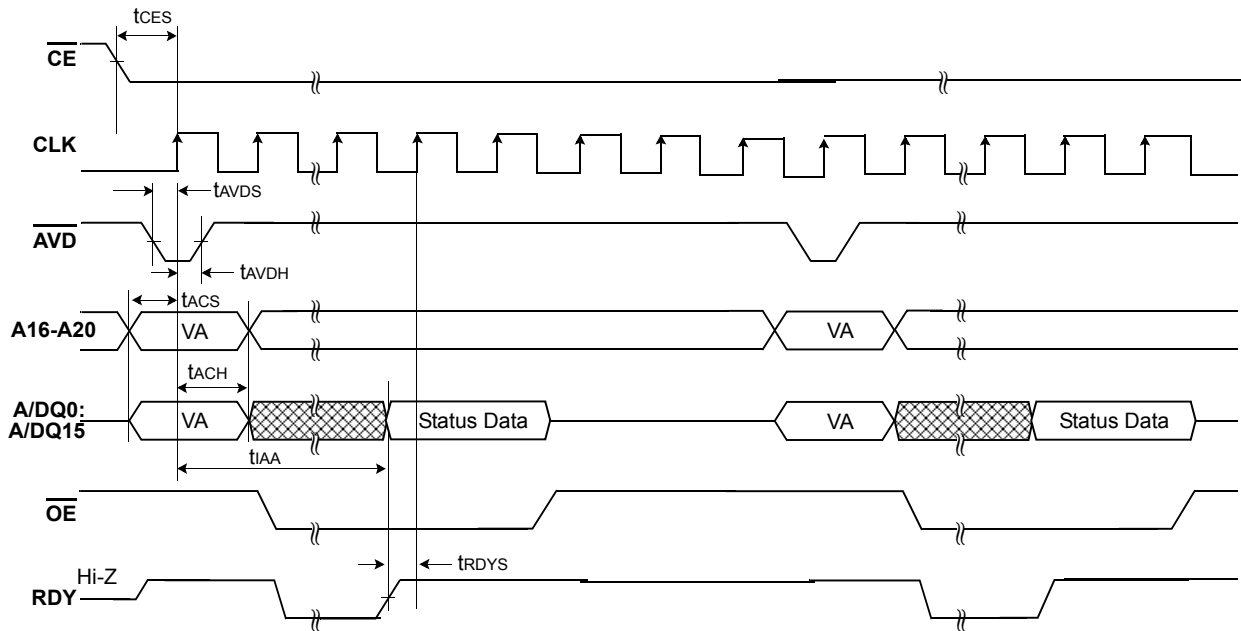 tCES
CE
CLK
tAVDS
AVD
tAVDH
tACS
A16-A20
VA
VA
tACH
A/DQ0:
A/DQ15
VA
Status Data
VA
Status Data
tIAA
OE
tRDYS
Hi-Z
RDY